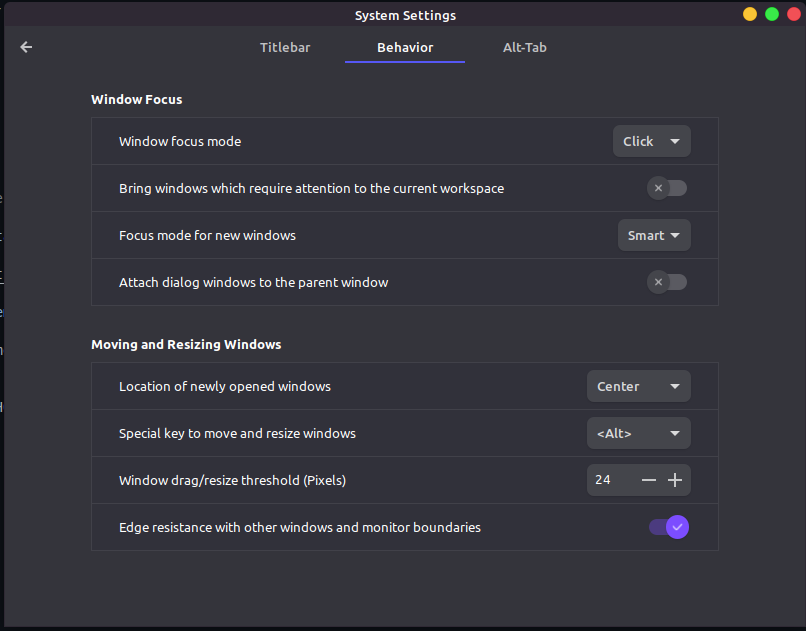 System Settings
Titlebar
Behavior
Alt-Tab
Window Focus
Window focus mode
Click
Bring windows which require attention to the current workspace
Focus mode for new windows
Smart
Attach dialog windows to the parent window
Moving and Resizing Windows
Location of newly opened windows
Center
Special key to move and resize windows
<Alt>
Window drag/resize threshold (Pixels)
24
Edge resistance with other windows and monitor boundaries